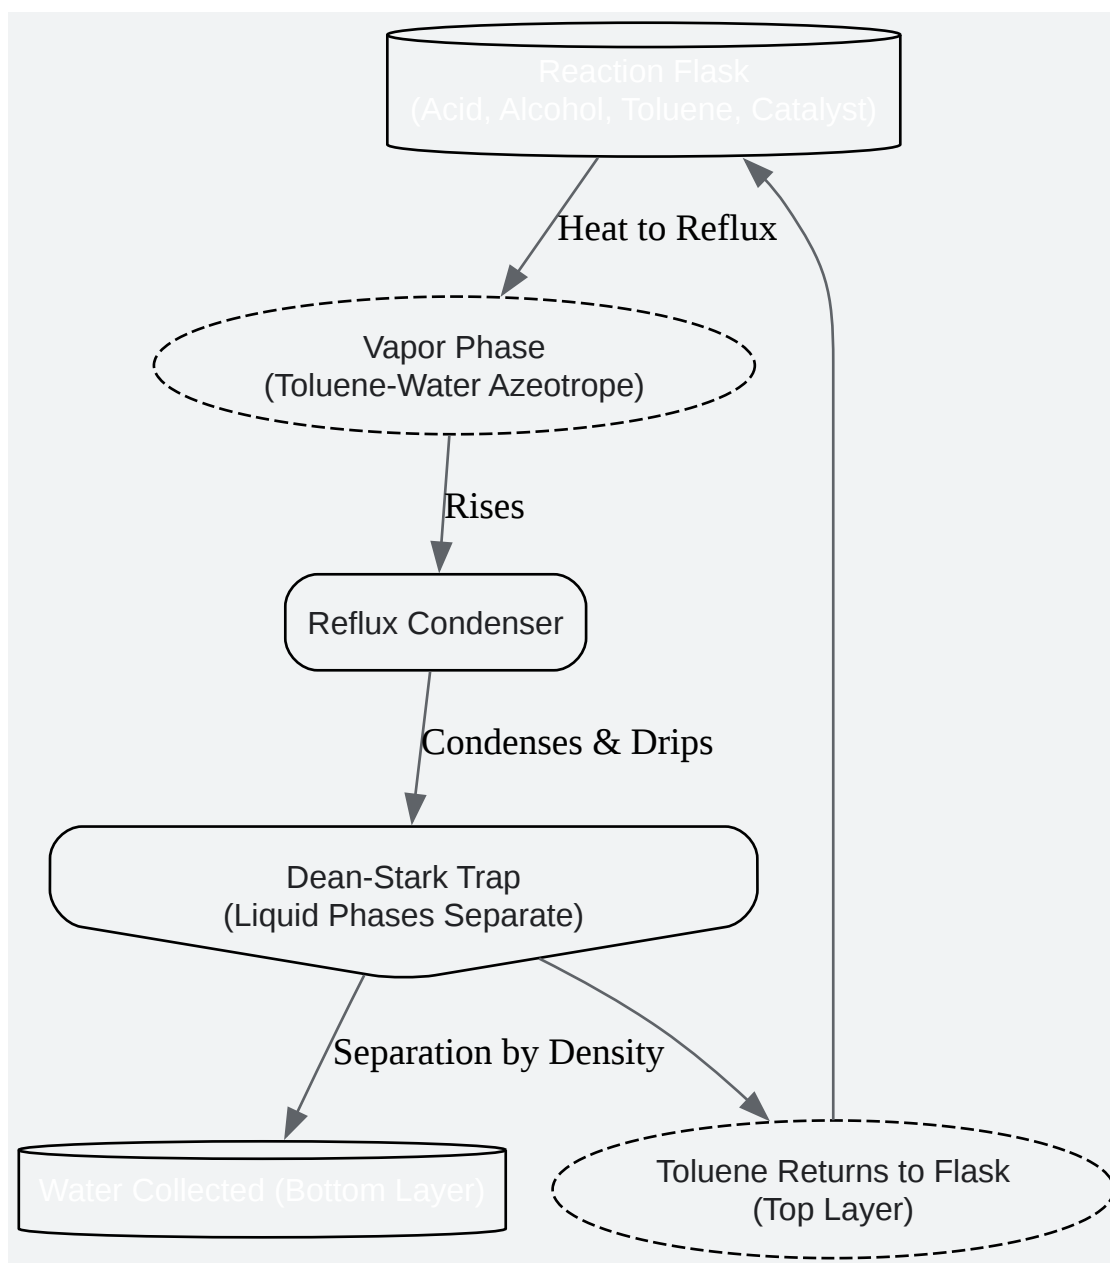 Reaction Flask
(Acid, Alcohol, Toluene, Catalyst)
Heat to Reflux
Vapor Phase
(Toluene-Water Azeotrope)
Rises
Reflux Condenser
Condenses & Drips
Dean-Stark Trap
(Liquid Phases Separate)
Separation by Density
Water Collected (Bottom Layer)
Toluene Returns to Flask
(Top Layer)